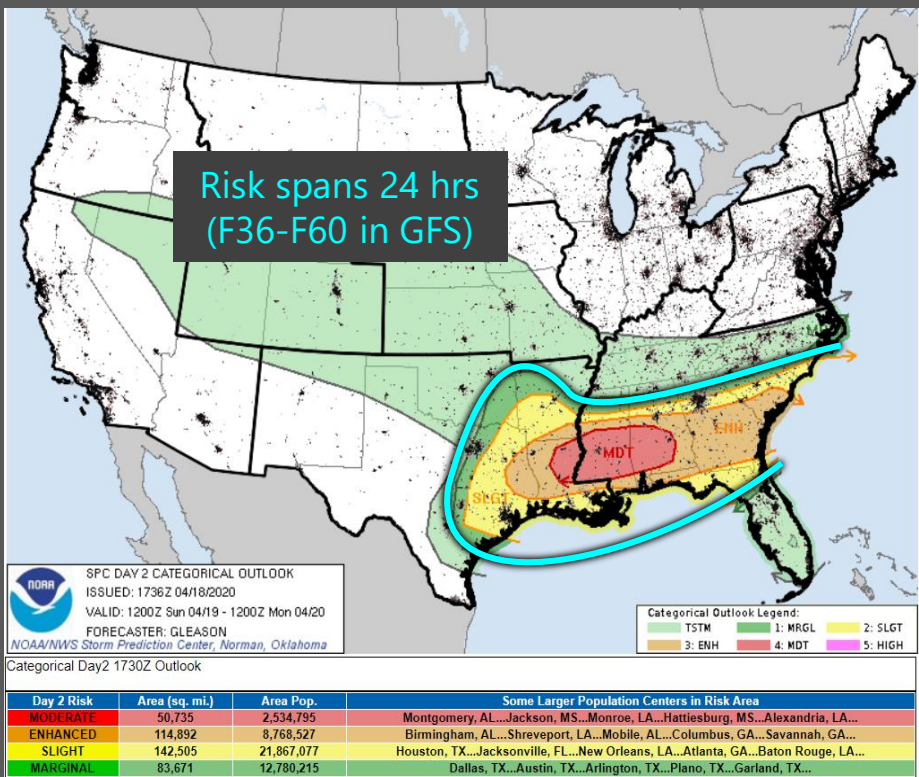 Risk spans 24 hrs
(F36-F60 in GFS)
ENH
MDT
SLGT
NOAA
SPC DAY 2 CATEGORICAL OUTLOOK
ISSUED: 1736Z 04/18/2020
VALID: 1200Z Sun 04/19 - 1200Z Mon 04/20
FORECASTER: GLEASON
NOAA/NWS Storm Prediction Center, Norman, Oklahoma
Categorical Outlook Legend:
TSTM 1: MRGL 2: SLGT
3: ENH 4: MDT 5: HIGH
Categorical Day2 1730Z Outlook
Day 2 Risk Area (sq. mi.) Area Pop. Some Larger Population Centers in Risk Area
MODERATE 50,735 2,534,795 Montgomery, AL...Jackson, MS...Monroe, LA...Hattiesburg, MS...Alexandria, LA...
ENHANCED 114,892 8,768,527 Birmingham, AL...Shreveport, LA...Mobile, AL...Columbus, GA...Savannah, GA...
SLIGHT 142,505 21,867,077 Houston, TX...Jacksonville, FL...New Orleans, LA...Atlanta, GA...Baton Rouge, LA...
MARGINAL 83,671 12,780,215 Dallas, TX...Austin, TX...Arlington, TX...Plano, TX...Garland, TX...